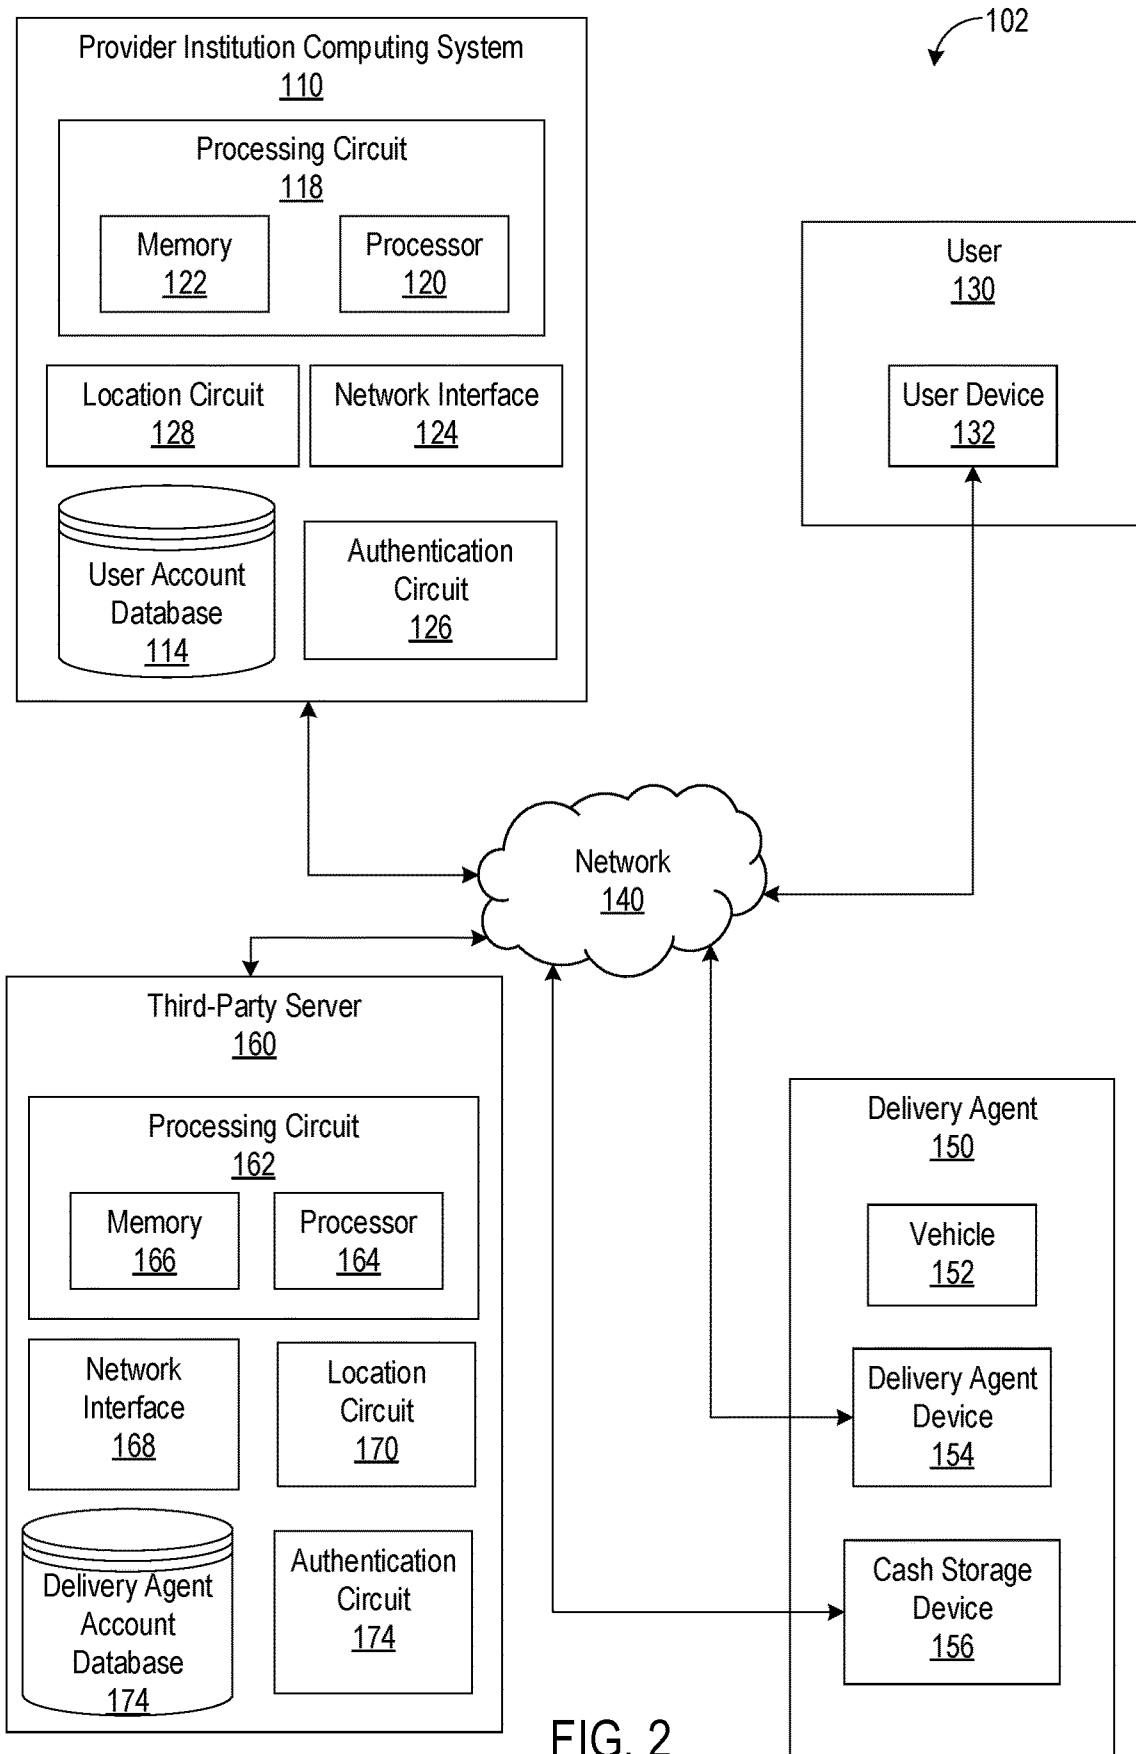 102
Provider Institution Computing System
110
Processing Circuit
118
Memory
122
Processor
120
Location Circuit
128
Network Interface
124
User Account
Database
114
Authentication
Circuit
126
User
130
User Device
132
Network
140
Third-Party Server
160
Processing Circuit
162
Memory
166
Processor
164
Network
Interface
168
Location
Circuit
170
Delivery Agent
Account
Database
174
Authentication
Circuit
174
Delivery Agent
150
Vehicle
152
Delivery Agent
Device
154
Cash Storage
Device
156
FIG. 2